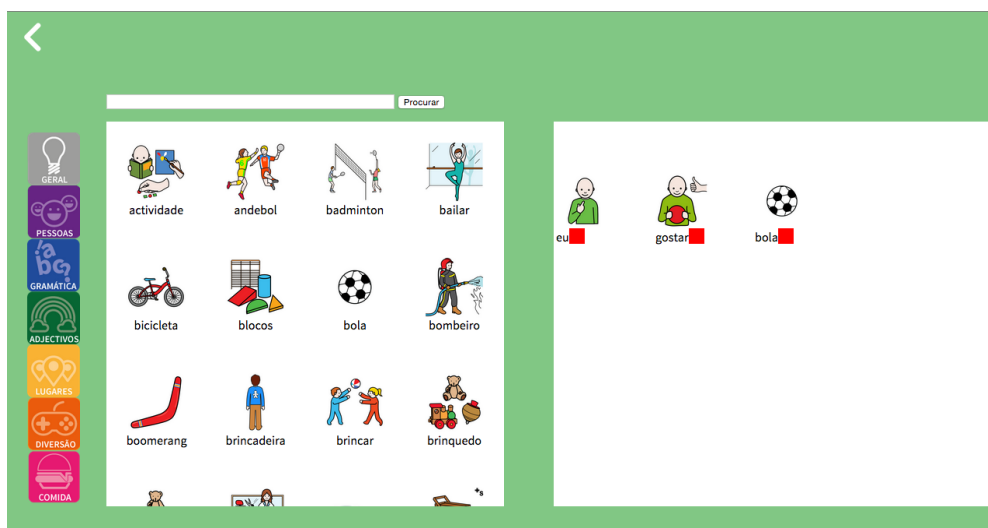 Procurar
GERAL
PESSOAS
GRAMÁTICA
ADJECTIVOS
LUGARES
DIVERSÃO
COMIDA
actividade andebol badminton bailar
bicicleta blocos bola bombeiro
boomerang brincadeira brincar brinquedo
+s
eu gostar bola